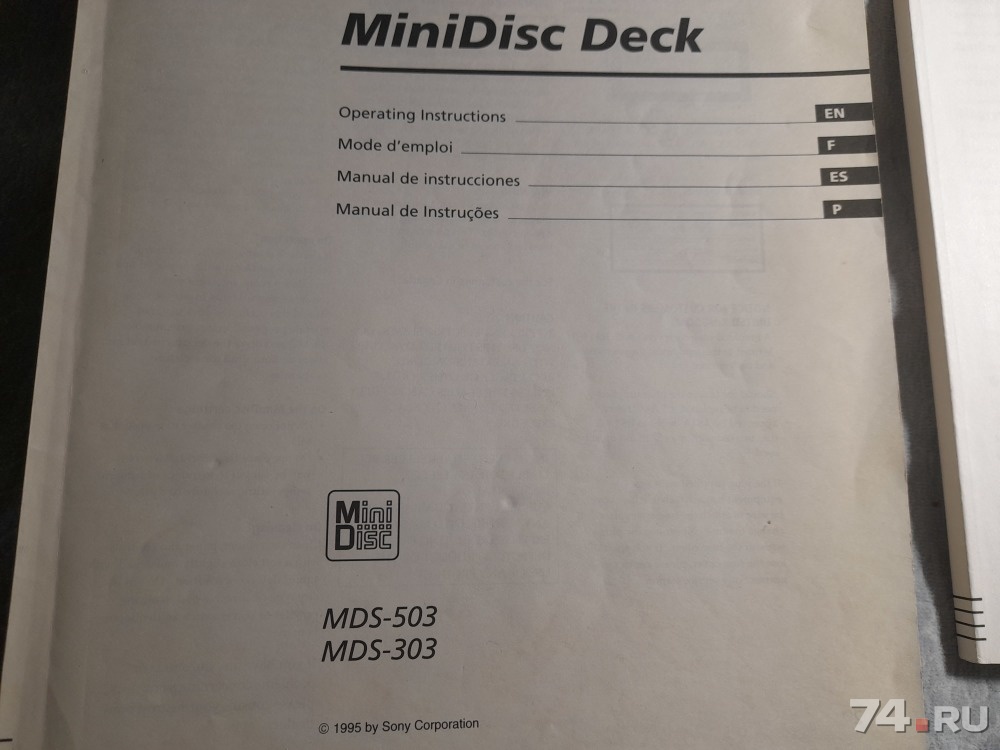 MiniDisc Deck
Operating Instructions EN
Mode d'emploi F
Manual de instrucciones ES
Manual de Instruções P
Mini
Disc
MDS-503
MDS-303
© 1995 by Sony Corporation
74.RU